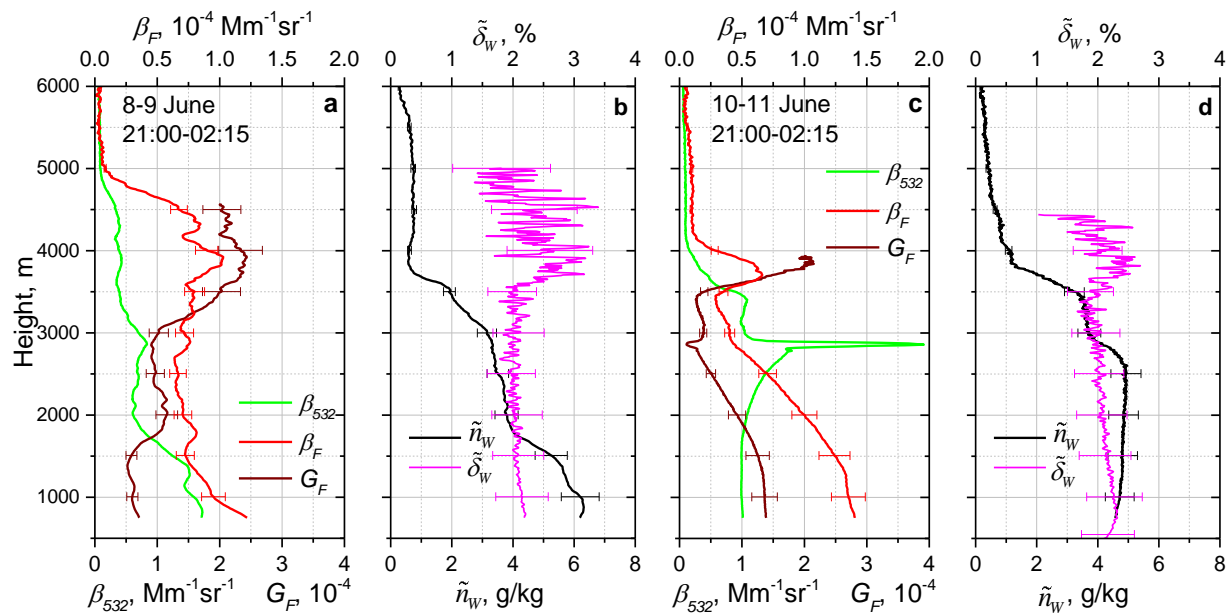 β_F, 10⁻⁴ Mm⁻¹sr⁻¹
0.0 0.5 1.0 1.5 2.0
δ̃_W, %
0 1 2 3 4
β_F, 10⁻⁴ Mm⁻¹sr⁻¹
0.0 0.5 1.0 1.5 2.0
δ̃_W, %
0 1 2 3 4
Height, m
6000
5000
4000
3000
2000
1000
8-9 June
21:00-02:15
a
β₅₃₂
β_F
G_F
b
ñ_W
δ̃_W
10-11 June
21:00-02:15
c
β₅₃₂
β_F
G_F
d
ñ_W
δ̃_W
0 1 2 3 4
β₅₃₂, Mm⁻¹sr⁻¹ G_F, 10⁻⁴
0 2 4 6 8
ñ_W, g/kg
0 1 2 3 4
β₅₃₂, Mm⁻¹sr⁻¹ G_F, 10⁻⁴
0 2 4 6 8
ñ_W, g/kg